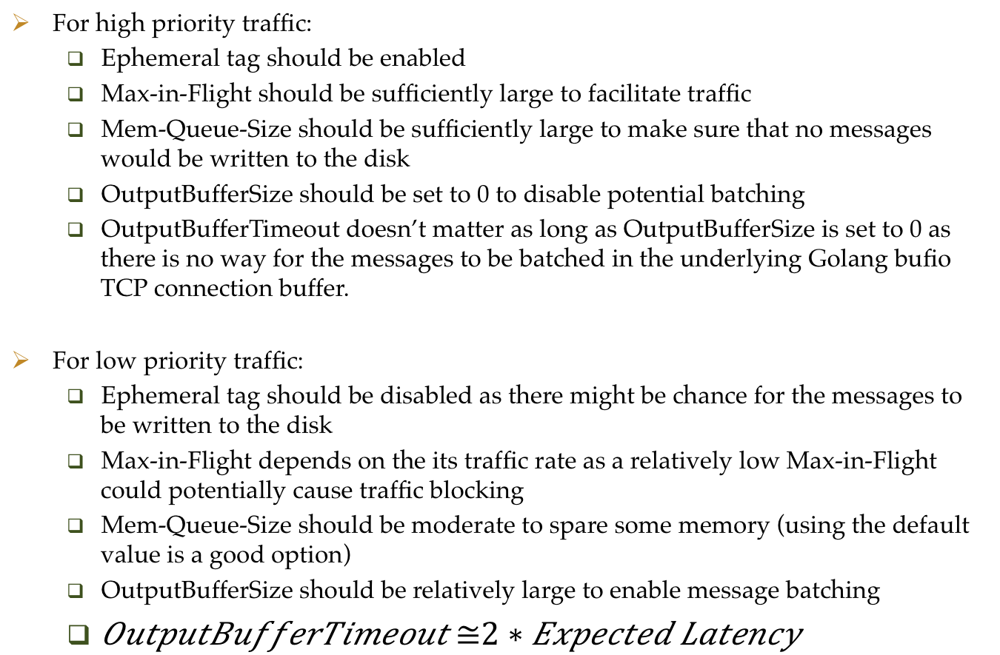 ➢ For high priority traffic:
❑ Ephemeral tag should be enabled
❑ Max-in-Flight should be sufficiently large to facilitate traffic
❑ Mem-Queue-Size should be sufficiently large to make sure that no messages
would be written to the disk
❑ OutputBufferSize should be set to 0 to disable potential batching
❑ OutputBufferTimeout doesn't matter as long as OutputBufferSize is set to 0 as
there is no way for the messages to be batched in the underlying Golang bufio
TCP connection buffer.
➢ For low priority traffic:
❑ Ephemeral tag should be disabled as there might be chance for the messages to
be written to the disk
❑ Max-in-Flight depends on the its traffic rate as a relatively low Max-in-Flight
could potentially cause traffic blocking
❑ Mem-Queue-Size should be moderate to spare some memory (using the default
value is a good option)
❑ OutputBufferSize should be relatively large to enable message batching
❑ OutputBufferTimeout ≅2 * Expected Latency